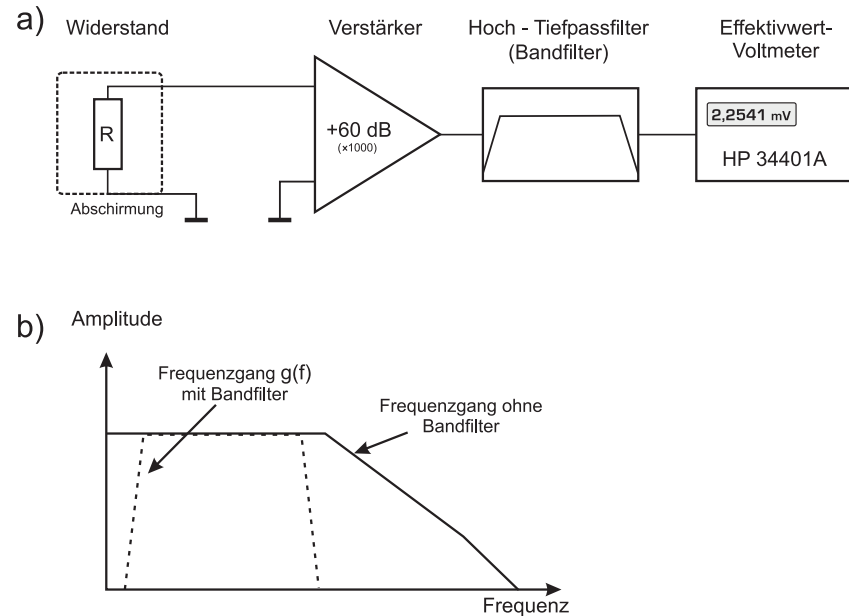 a)
Widerstand
Verstärker
Hoch - Tiefpassfilter
(Bandfilter)
Effektivwert-
Voltmeter
R
+60 dB
(×1000)
2,2541 mV
HP 34401A
Abschirmung
b)
Amplitude
Frequenzgang g(f)
mit Bandfilter
Frequenzgang ohne
Bandfilter
Frequenz